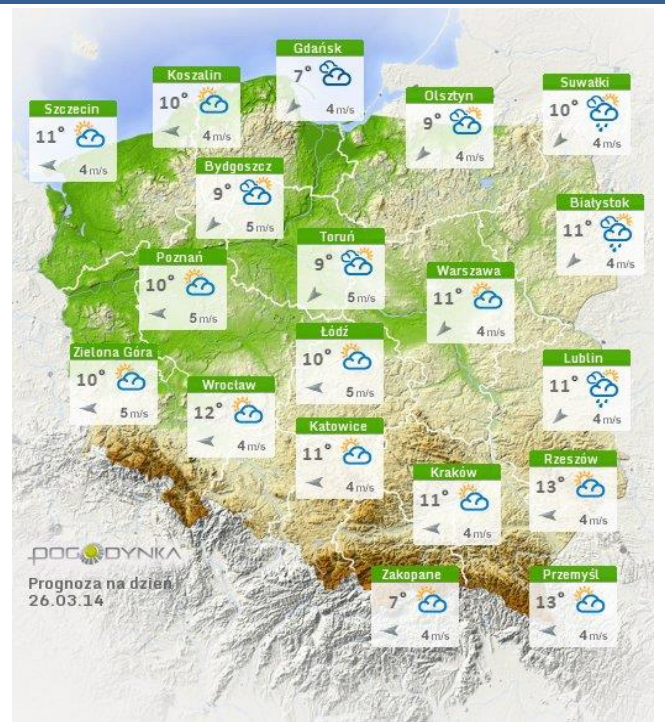 Gdańsk
7°
4 m/s
Koszalin
10°
4 m/s
Suwałki
10°
4 m/s
Olsztyn
9°
4 m/s
Szczecin
11°
4 m/s
Bydgoszcz
9°
5 m/s
Białystok
11°
4 m/s
Toruń
9°
5 m/s
Poznań
10°
5 m/s
Warszawa
11°
4 m/s
Łódź
10°
5 m/s
Zielona Góra
10°
5 m/s
Lublin
11°
4 m/s
Wrocław
12°
4 m/s
Katowice
11°
4 m/s
Rzeszów
13°
4 m/s
Kraków
11°
4 m/s
POGODYNKA
Prognoza na dzień
26.03.14
Zakopane
7°
4 m/s
Przemyśl
13°
4 m/s